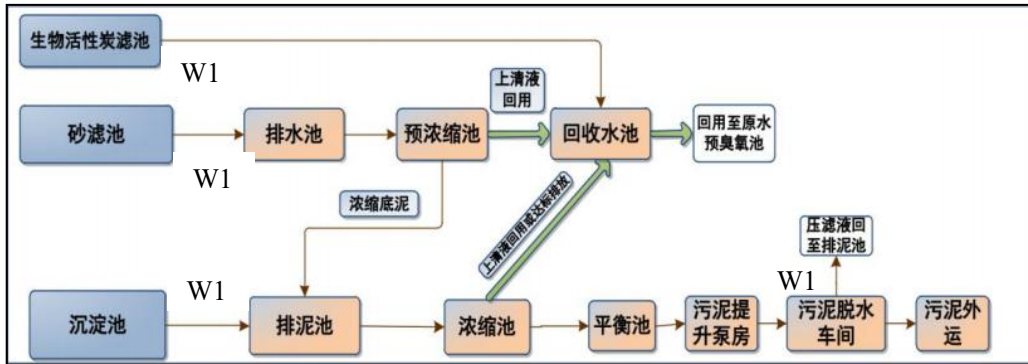 生物活性炭滤池
W1
上清液
回用
砂滤池
排水池
预浓缩池
回收水池
回用至原水
预臭氧池
W1
浓缩底泥
上清液回用或达标排放
压滤液回
至排泥池
W1
W1
沉淀池
排泥池
浓缩池
平衡池
污泥提
升泵房
污泥脱水
车间
污泥外
运